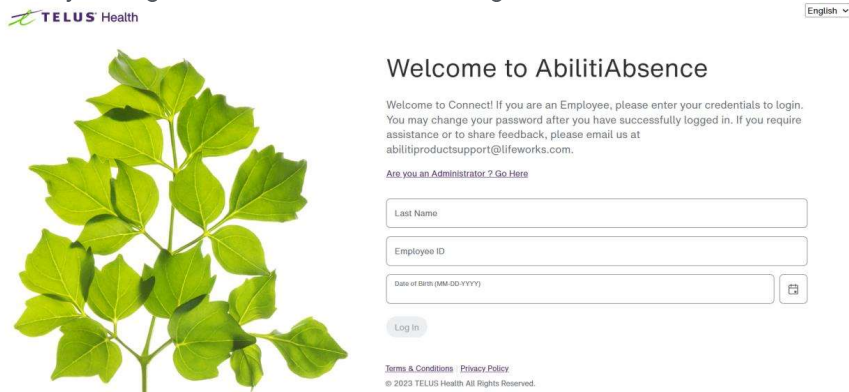 TELUS Health
English
Welcome to AbilitiAbsence
Welcome to Connect! If you are an Employee, please enter your credentials to login.
You may change your password after you have successfully logged in. If you require
assistance or to share feedback, please email us at
abilitiproductsupport@lifeworks.com.
Are you an Administrator ? Go Here
Last Name
Employee ID
Date of Birth (MM-DD-YYYY)
Log In
Terms & Conditions Privacy Policy
© 2023 TELUS Health All Rights Reserved.